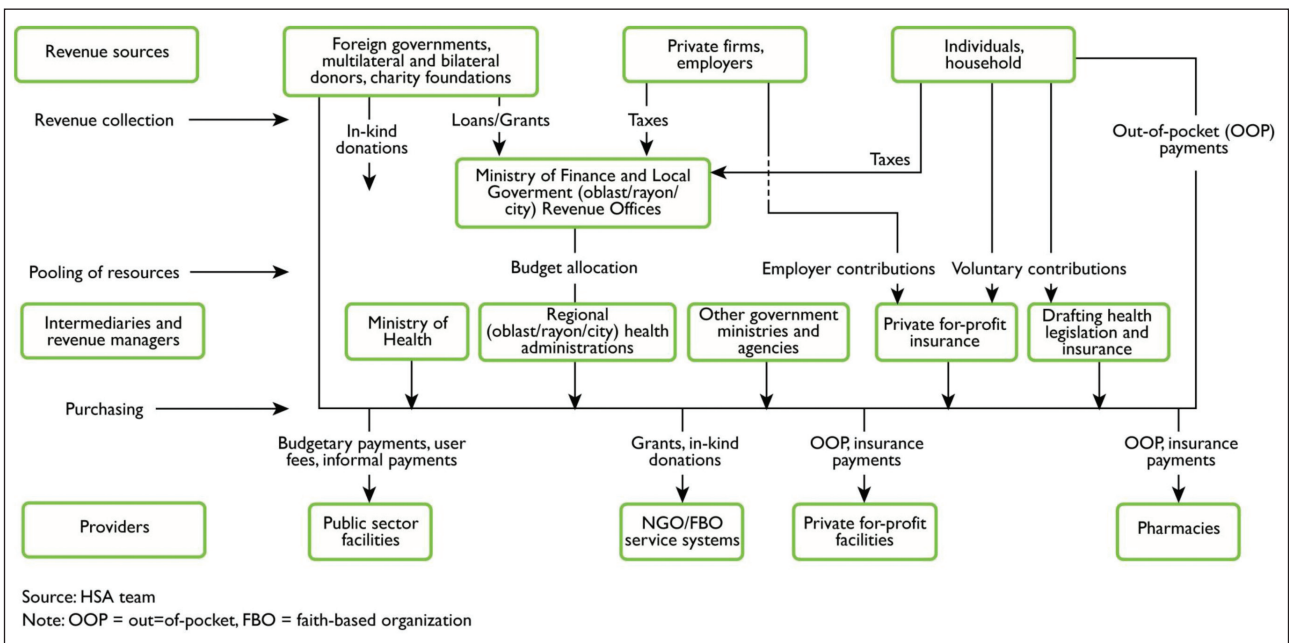 Revenue sources
Foreign governments,
multilateral and bilateral
donors, charity foundations
Private firms,
employers
Individuals,
household
Revenue collection
In-kind
donations
Loans/Grants
Taxes
Taxes
Out-of-pocket (OOP)
payments
Ministry of Finance and Local
Goverment (oblast/rayon/
city) Revenue Offices
Pooling of resources
Budget allocation
Employer contributions
Voluntary contributions
Intermediaries and
revenue managers
Ministry of
Health
Regional
(oblast/rayon/city) health
administrations
Other government
ministries and
agencies
Private for-profit
insurance
Drafting health
legislation and
insurance
Purchasing
Budgetary payments, user
fees, informal payments
Grants, in-kind
donations
OOP, insurance
payments
OOP, insurance
payments
Providers
Public sector
facilities
NGO/FBO
service systems
Private for-profit
facilities
Pharmacies
Source: HSA team
Note: OOP = out=of-pocket, FBO = faith-based organization